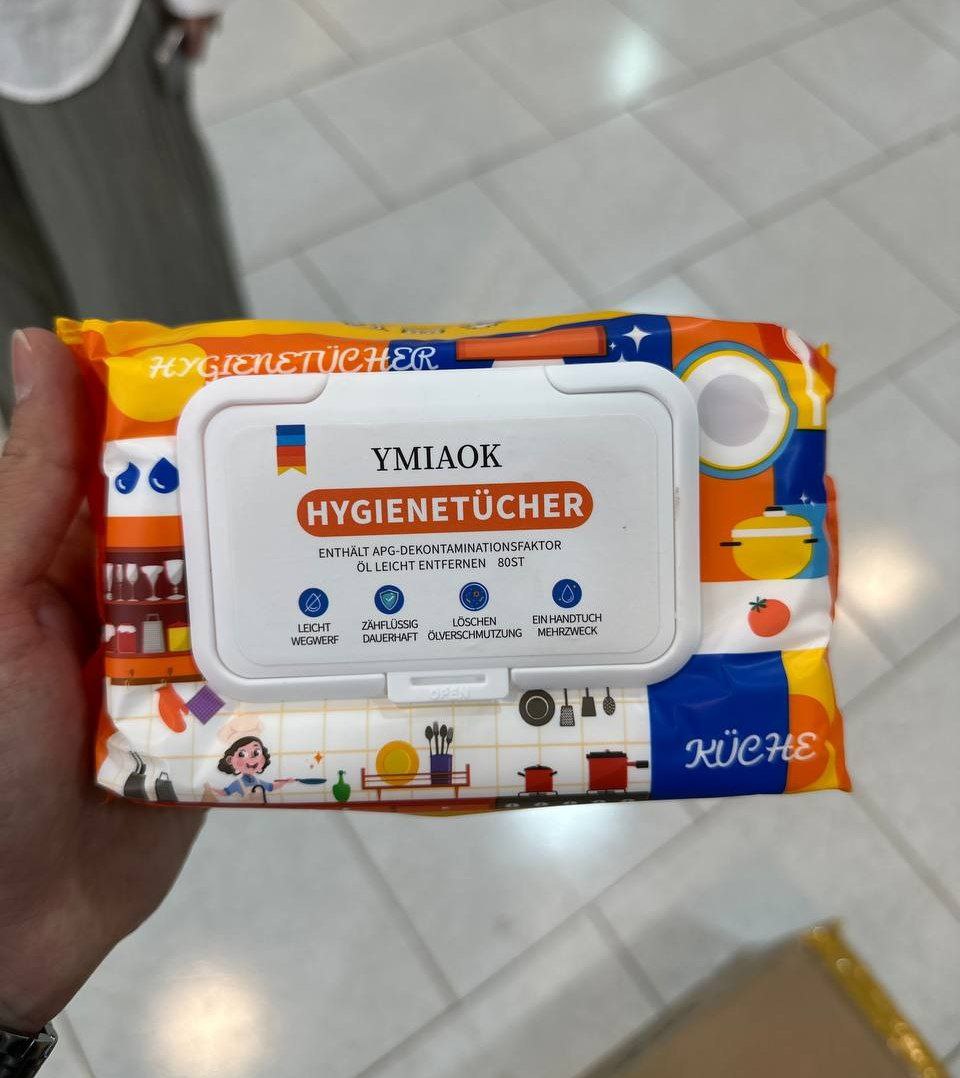 HYGIENETÜCHER
YMIAOK
HYGIENETÜCHER
ENTHÄLT APG-DEKONTAMINATIONSFAKTOR
ÖL LEICHT ENTFERNEN 80ST
LEICHT
WEGWERF
ZÄHFLÜSSIG
DAUERHAFT
LÖSCHEN
ÖLVERSCHMUTZUNG
EIN HANDTUCH
MEHRZWECK
OPEN
KÜCHE